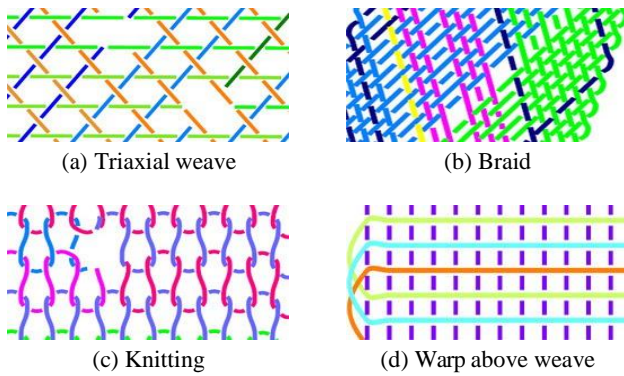 (a) Triaxial weave
(b) Braid
(c) Knitting
(d) Warp above weave